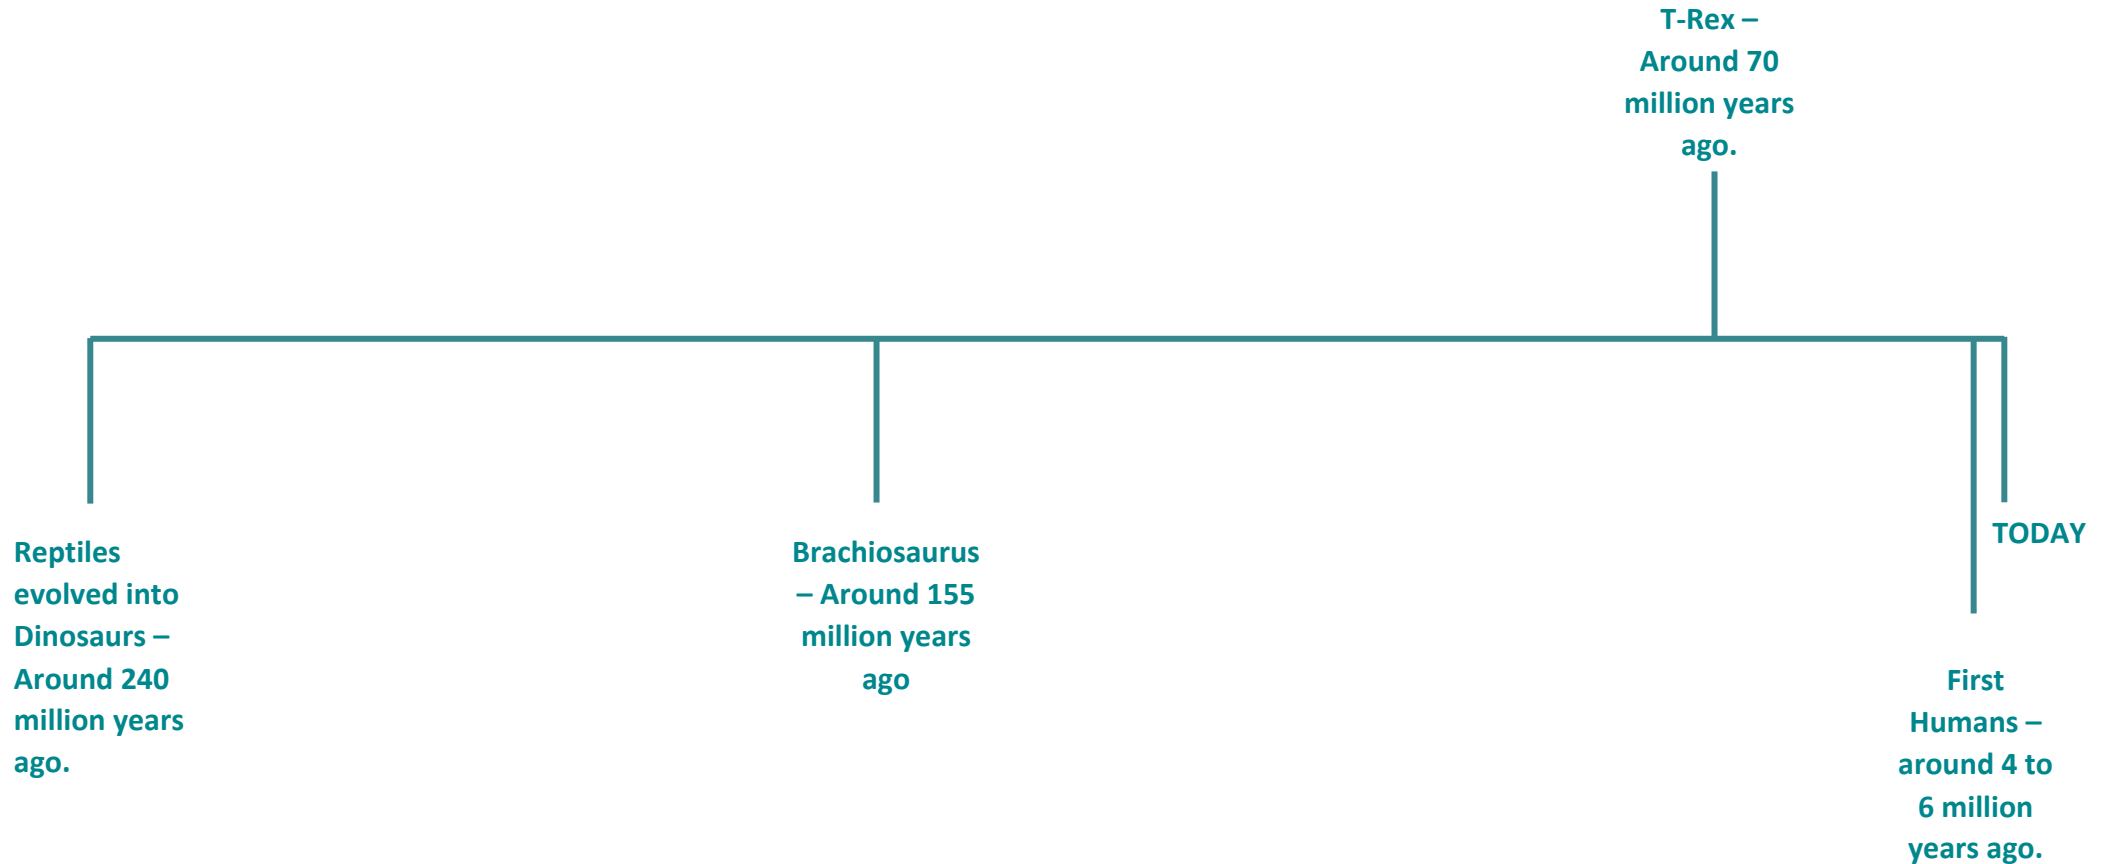 T-Rex –
Around 70
million years
ago.
Reptiles
evolved into
Dinosaurs –
Around 240
million years
ago.
Brachiosaurus
– Around 155
million years
ago
TODAY
First
Humans –
around 4 to
6 million
years ago.